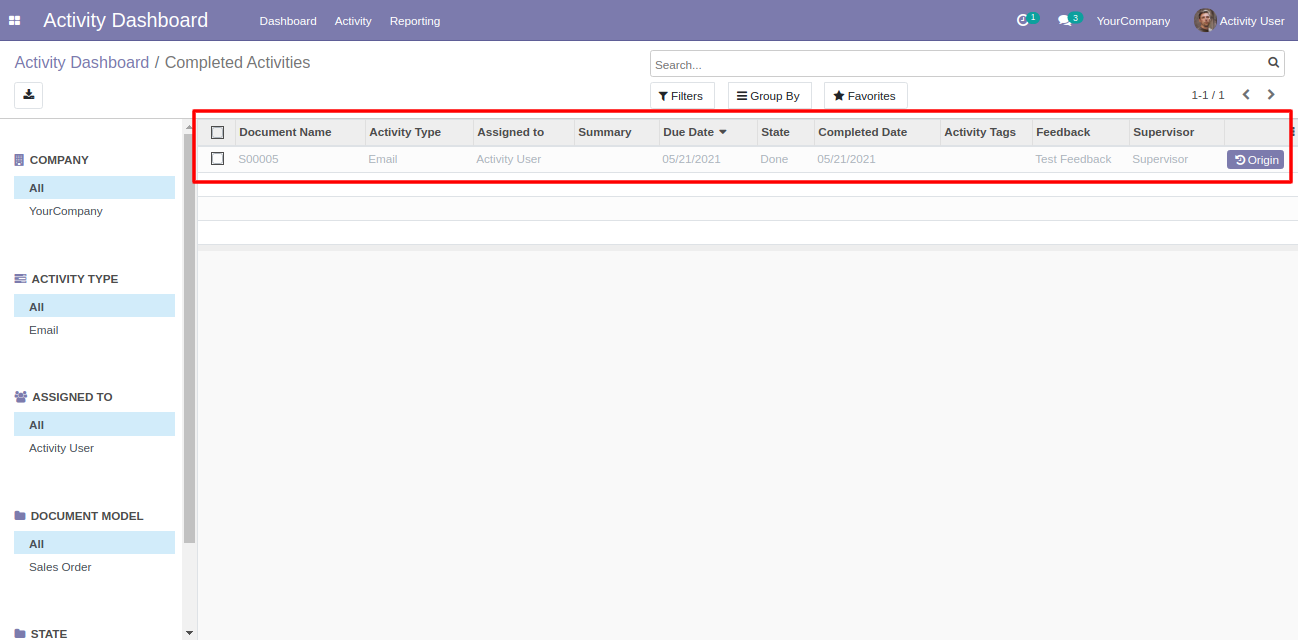 Activity Dashboard Dashboard Activity Reporting 1 3 YourCompany Activity User
Activity Dashboard / Completed Activities
Search...
Filters Group By Favorites 1-1 / 1
Document Name Activity Type Assigned to Summary Due Date State Completed Date Activity Tags Feedback Supervisor
S00005 Email Activity User 05/21/2021 Done 05/21/2021 Test Feedback Supervisor Origin
COMPANY
All
YourCompany
ACTIVITY TYPE
All
Email
ASSIGNED TO
All
Activity User
DOCUMENT MODEL
All
Sales Order
STATE